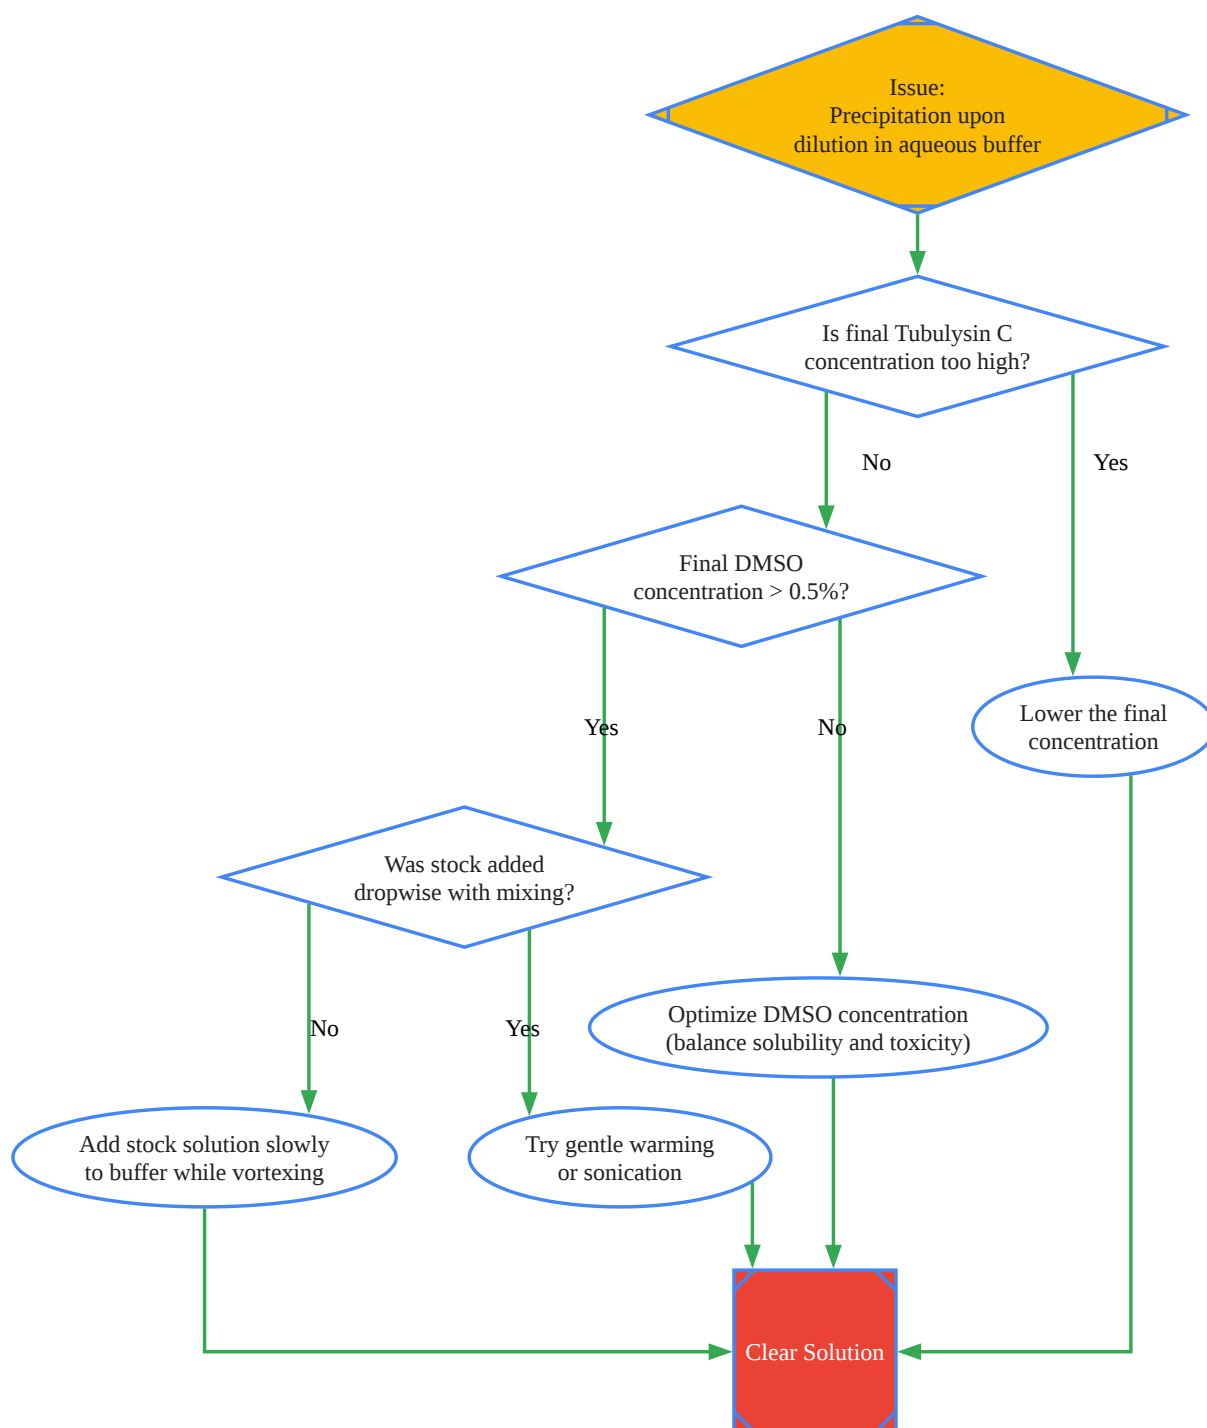 Issue:
Precipitation upon
dilution in aqueous buffer
Is final Tubulysin C
concentration too high?
No
Yes
Final DMSO
concentration > 0.5%?
Lower the final
concentration
Yes
No
Was stock added
dropwise with mixing?
Optimize DMSO concentration
(balance solubility and toxicity)
No
Yes
Add stock solution slowly
to buffer while vortexing
Try gentle warming
or sonication
Clear Solution